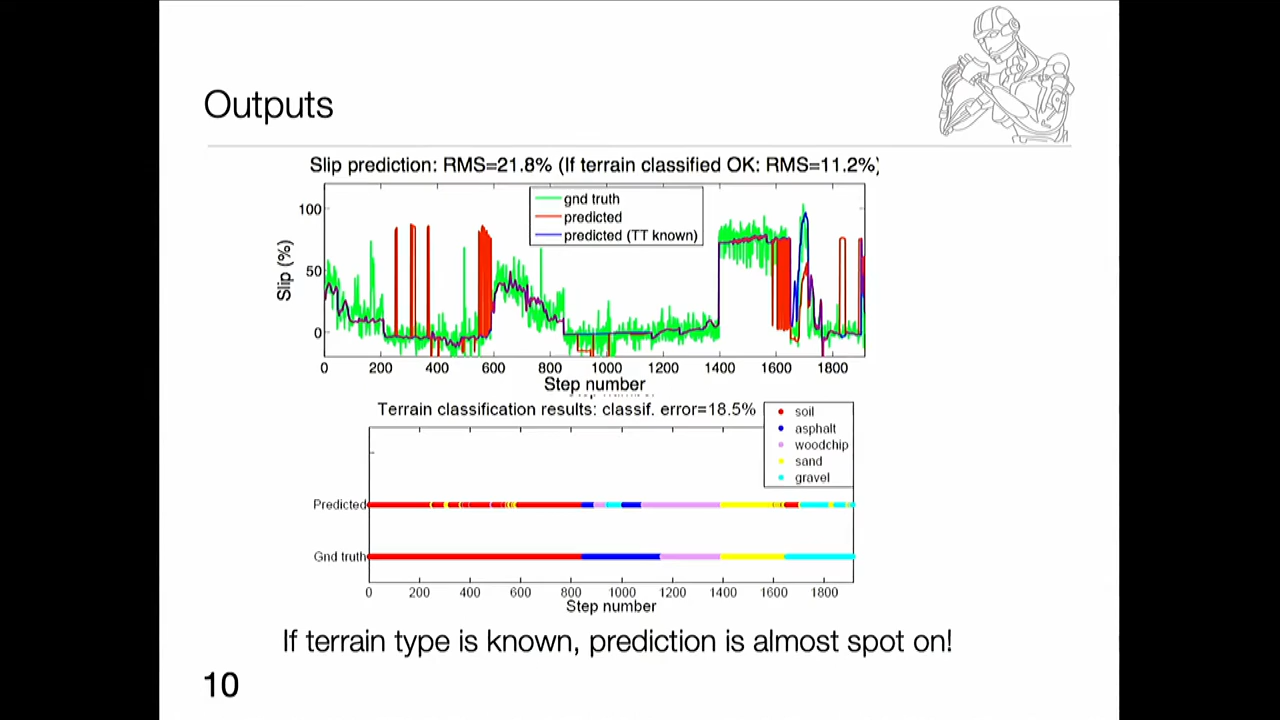 Outputs
Slip prediction: RMS=21.8% (If terrain classified OK: RMS=11.2%)
gnd truth
predicted
predicted (TT known)
Slip (%)
100
50
0
0 200 400 600 800 1000 1200 1400 1600 1800
Step number
Terrain classification results: classif. error=18.5%
soil
asphalt
woodchip
sand
gravel
Predicted
Gnd truth
0 200 400 600 800 1000 1200 1400 1600 1800
Step number
If terrain type is known, prediction is almost spot on!
10